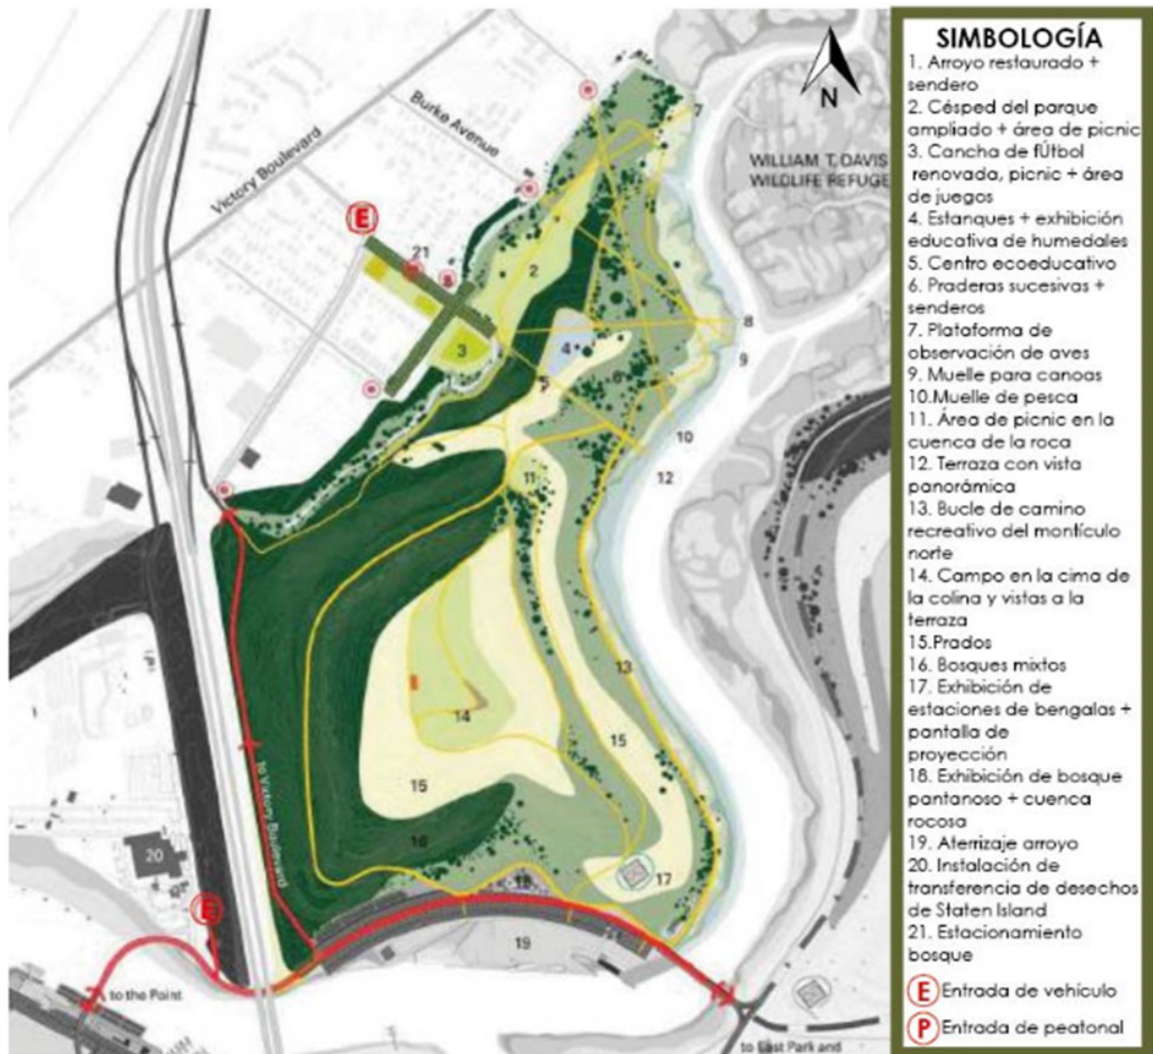 Victory Boulevard
Burke Avenue
N
WILLIAM T. DAVIS
WILDLIFE REFUGE
7
E
21
2
3
4
8
9
5
6
10
11
12
13
14
15
15
16
17
18
19
20
21
E
to Victory Boulevard
to the Point
to East Park and
SIMBOLOGÍA
1. Arroyo restaurado +
sendero
2. Césped del parque
ampliado + área de picnic
3. Cancha de fÚtbol
renovada, picnic + área
de juegos
4. Estanques + exhibición
educativa de humedales
5. Centro ecoeducativo
6. Praderas sucesivas +
senderos
7. Plataforma de
observación de aves
9. Muelle para canoas
10.Muelle de pesca
11. Área de picnic en la
cuenca de la roca
12. Terraza con vista
panorámica
13. Bucle de camino
recreativo del montículo
norte
14. Campo en la cima de
la colina y vistas a la
terraza
15.Prados
16. Bosques mixtos
17. Exhibición de
estaciones de bengalas +
pantalla de
proyección
18. Exhibición de bosque
pantanoso + cuenca
rocosa
19. Aterrizaje arroyo
20. Instalación de
transferencia de desechos
de Staten Island
21. Estacionamiento
bosque
E Entrada de vehículo
P Entrada de peatonal